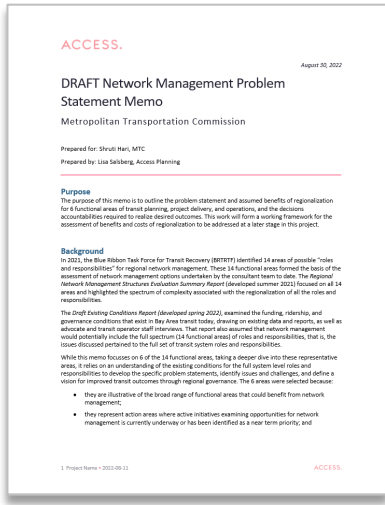 ACCESS.
August 30, 2022
DRAFT Network Management Problem
Statement Memo
Metropolitan Transportation Commission
Prepared for: Shruti Hari, MTC
Prepared by: Lisa Salsberg, Access Planning
Purpose
The purpose of this memo is to outline the problem statement and assumed benefits of regionalization
for 6 functional areas of transit planning, project delivery, and operations, and the decisions
accountabilities required to realize desired outcomes. This work will form a working framework for the
assessment of benefits and costs of regionalization to be addressed at a later stage in this project.
Background
In 2021, the Blue Ribbon Task Force for Transit Recovery (BRTRTF) identified 14 areas of possible "roles
and responsibilities" for regional network management. These 14 functional areas formed the basis of the
assessment of network management options undertaken by the consultant team to date. The Regional
Network Management Structures Evaluation Summary Report (developed summer 2021) focused on all 14
areas and highlighted the spectrum of complexity associated with the regionalization of all the roles and
responsibilities.
The Draft Existing Conditions Report (developed spring 2022), examined the funding, ridership, and
governance conditions that exist in Bay Area transit today, drawing on existing data and reports, as well as
advocate and transit operator staff interviews. That report also assumed that network management
would potentially include the full spectrum (14 functional areas) of roles and responsibilities, that is, the
issues discussed pertained to the full set of transit system roles and responsibilities.
While this memo focusses on 6 of the 14 functional areas, taking a deeper dive into these representative
areas, it relies on an understanding of the existing conditions for the full system level roles and
responsibilities to develop the specific problem statements, identify issues and challenges, and define a
vision for improved transit outcomes through regional governance. The 6 areas were selected because:
• they are illustrative of the broad range of functional areas that could benefit from network
management;
• they represent action areas where active initiatives examining opportunities for network
management is currently underway or has been identified as a near term priority; and
1 Project Name • 2022-08-11
ACCESS.